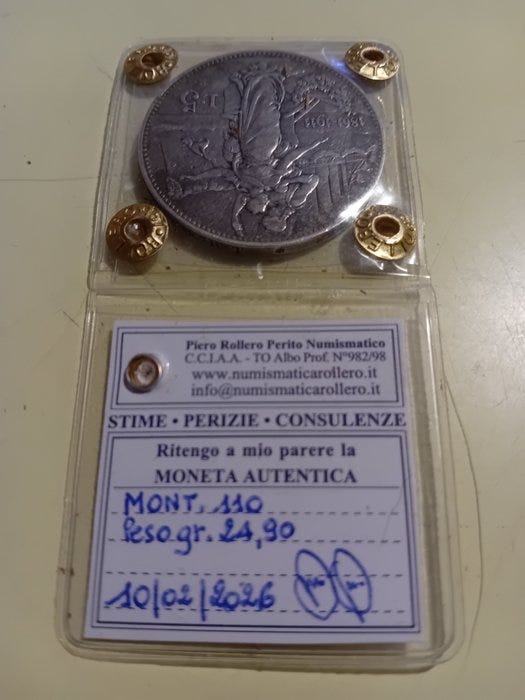 L.5
1861·1911
Piero Rollero Perito Numismatico
C.C.I.A.A. - TO Albo Prof. N°982/98
www.numismaticarollero.it
info@numismaticarollero.it
STIME • PERIZIE • CONSULENZE
Ritengo a mio parere la
MONETA AUTENTICA
MONT. 110
Peso gr. 24,90
10/02/2026